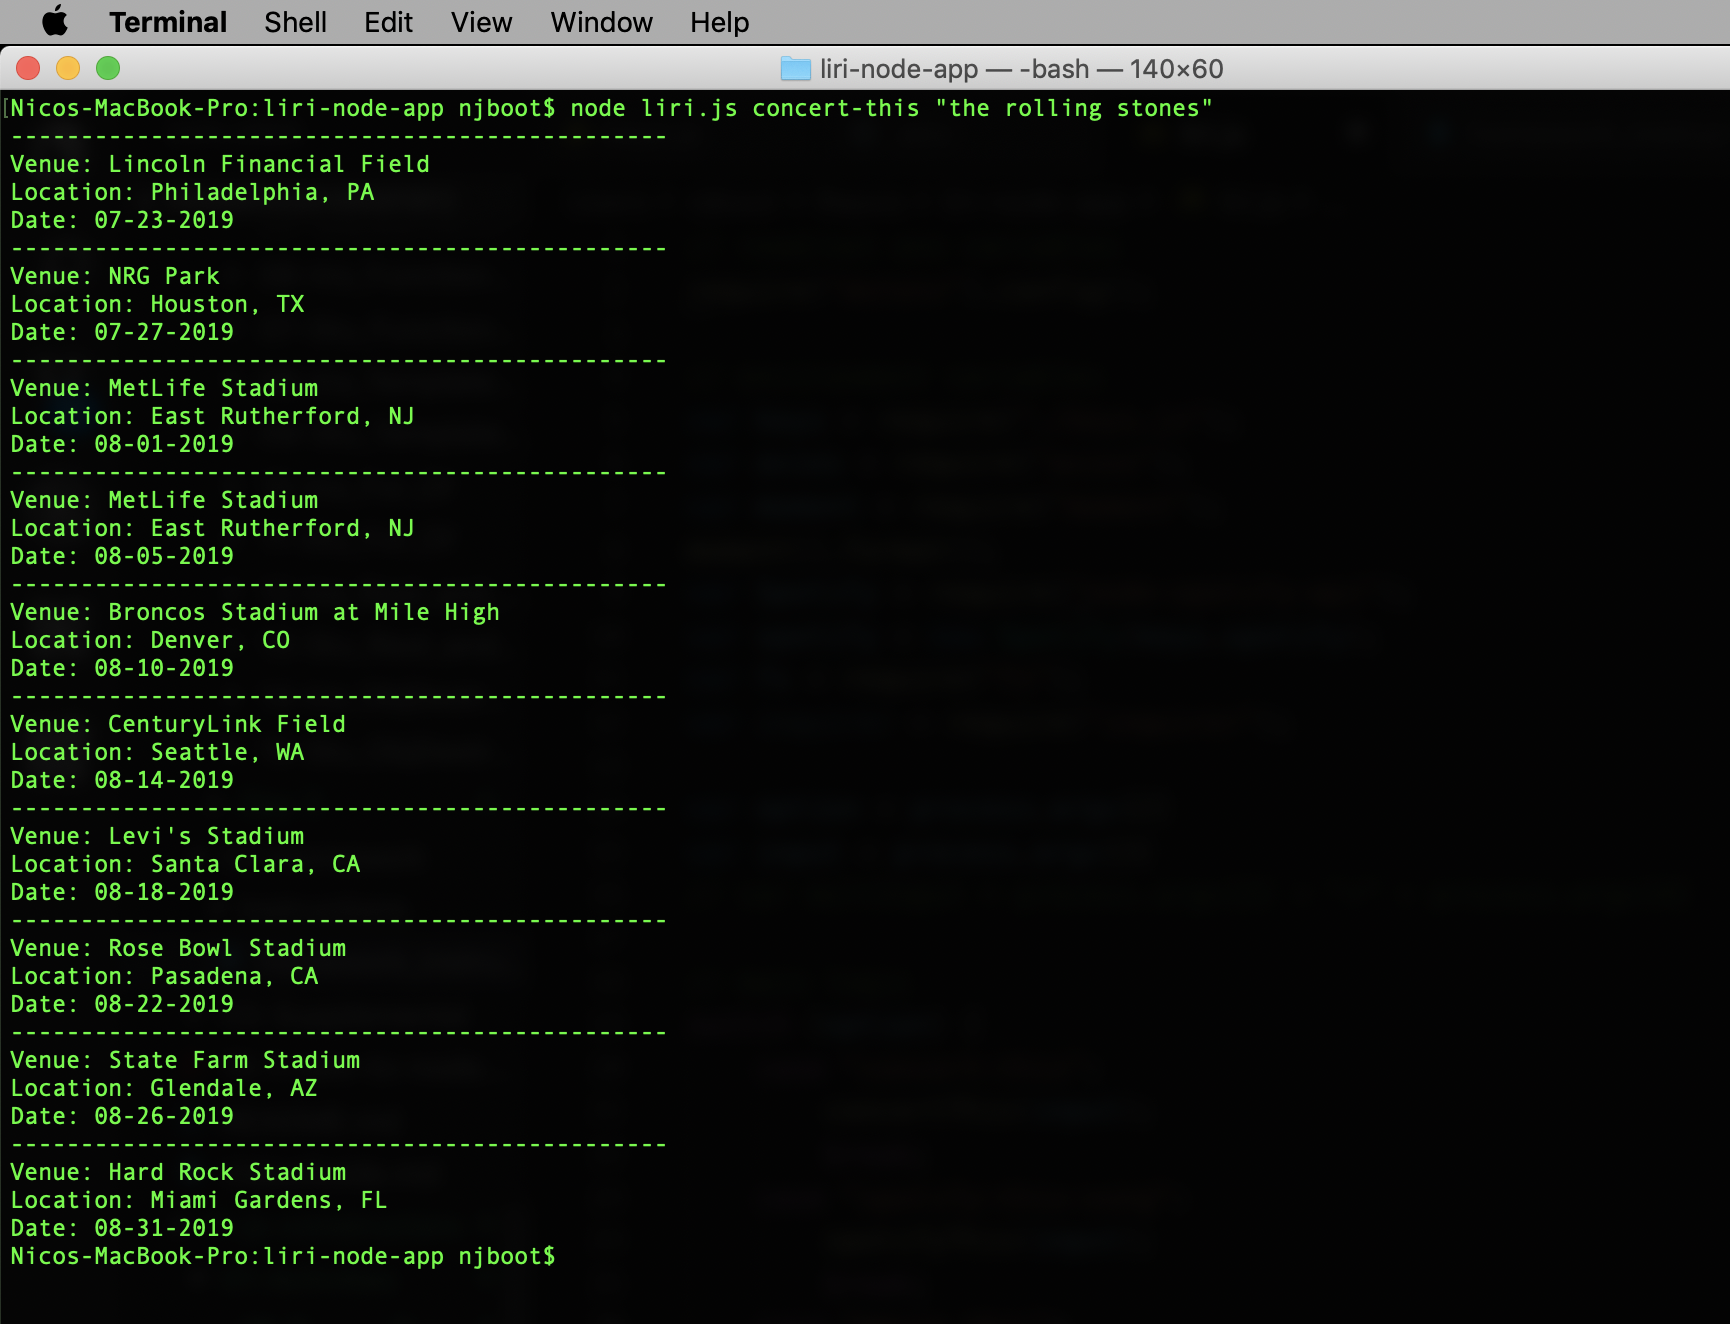 Terminal Shell Edit View Window Help
liri-node-app — -bash — 140×60
[Nicos-MacBook-Pro:liri-node-app njboot$ node liri.js concert-this "the rolling stones"
-----------------------------------------------
Venue: Lincoln Financial Field
Location: Philadelphia, PA
Date: 07-23-2019
-----------------------------------------------
Venue: NRG Park
Location: Houston, TX
Date: 07-27-2019
-----------------------------------------------
Venue: MetLife Stadium
Location: East Rutherford, NJ
Date: 08-01-2019
-----------------------------------------------
Venue: MetLife Stadium
Location: East Rutherford, NJ
Date: 08-05-2019
-----------------------------------------------
Venue: Broncos Stadium at Mile High
Location: Denver, CO
Date: 08-10-2019
-----------------------------------------------
Venue: CenturyLink Field
Location: Seattle, WA
Date: 08-14-2019
-----------------------------------------------
Venue: Levi's Stadium
Location: Santa Clara, CA
Date: 08-18-2019
-----------------------------------------------
Venue: Rose Bowl Stadium
Location: Pasadena, CA
Date: 08-22-2019
-----------------------------------------------
Venue: State Farm Stadium
Location: Glendale, AZ
Date: 08-26-2019
-----------------------------------------------
Venue: Hard Rock Stadium
Location: Miami Gardens, FL
Date: 08-31-2019
Nicos-MacBook-Pro:liri-node-app njboot$